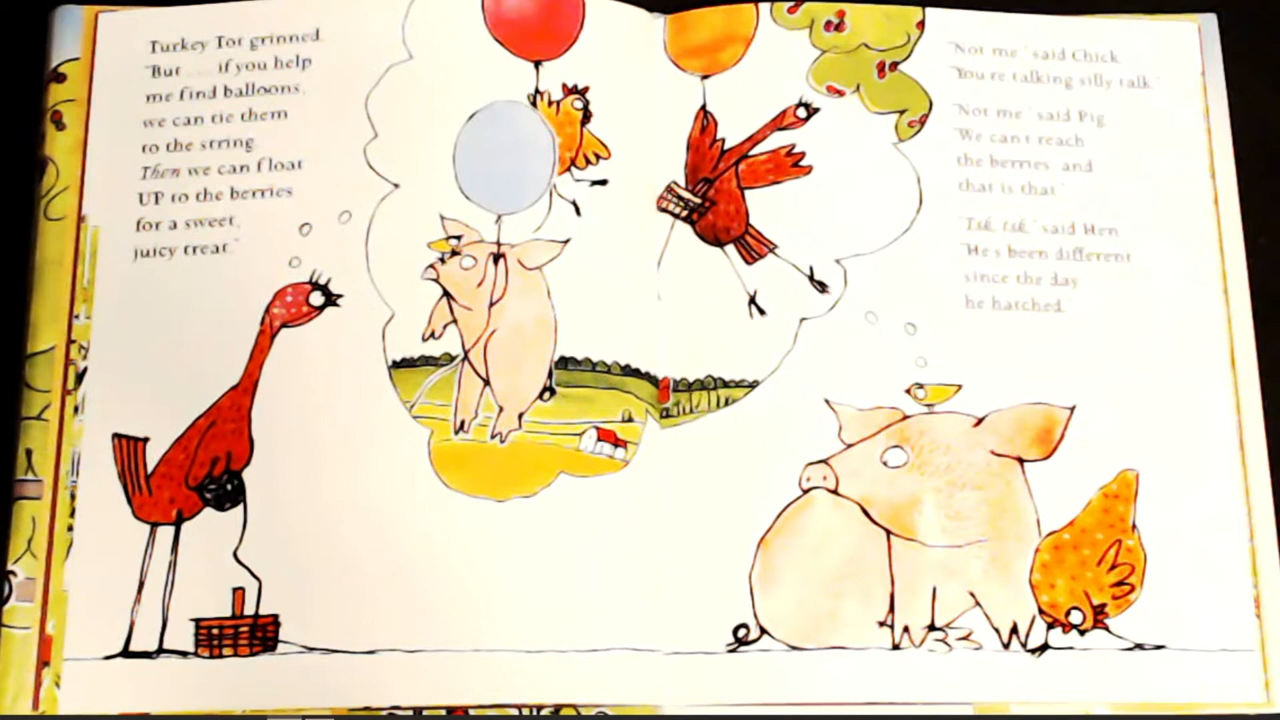 Turkey Tot grinned.
"But . . . if you help
me find balloons,
we can tie them
to the string.
Then we can float
UP to the berries
for a sweet,
juicy treat."
"Not me," said Chick.
"You're talking silly talk."
"Not me," said Pig.
"We can't reach
the berries, and
that is that."
"Tsk, tsk," said Hen.
"He's been different
since the day
he hatched."